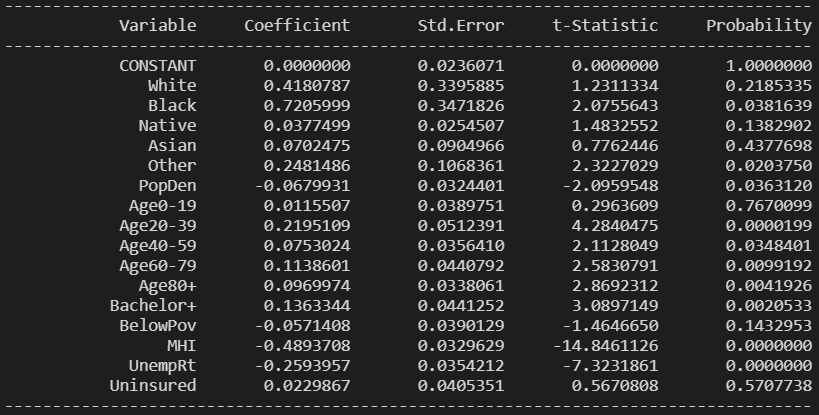 Variable Coefficient Std.Error t-Statistic Probability
CONSTANT 0.0000000 0.0236071 0.0000000 1.0000000
White 0.4180787 0.3395885 1.2311334 0.2185335
Black 0.7205999 0.3471826 2.0755643 0.0381639
Native 0.0377499 0.0254507 1.4832552 0.1382902
Asian 0.0702475 0.0904966 0.7762446 0.4377698
Other 0.2481486 0.1068361 2.3227029 0.0203750
PopDen -0.0679931 0.0324401 -2.0959548 0.0363120
Age0-19 0.0115507 0.0389751 0.2963609 0.7670099
Age20-39 0.2195109 0.0512391 4.2840475 0.0000199
Age40-59 0.0753024 0.0356410 2.1128049 0.0348401
Age60-79 0.1138601 0.0440792 2.5830791 0.0099192
Age80+ 0.0969974 0.0338061 2.8692312 0.0041926
Bachelor+ 0.1363344 0.0441252 3.0897149 0.0020533
BelowPov -0.0571408 0.0390129 -1.4646650 0.1432953
MHI -0.4893708 0.0329629 -14.8461126 0.0000000
UnempRt -0.2593957 0.0354212 -7.3231861 0.0000000
Uninsured 0.0229867 0.0405351 0.5670808 0.5707738